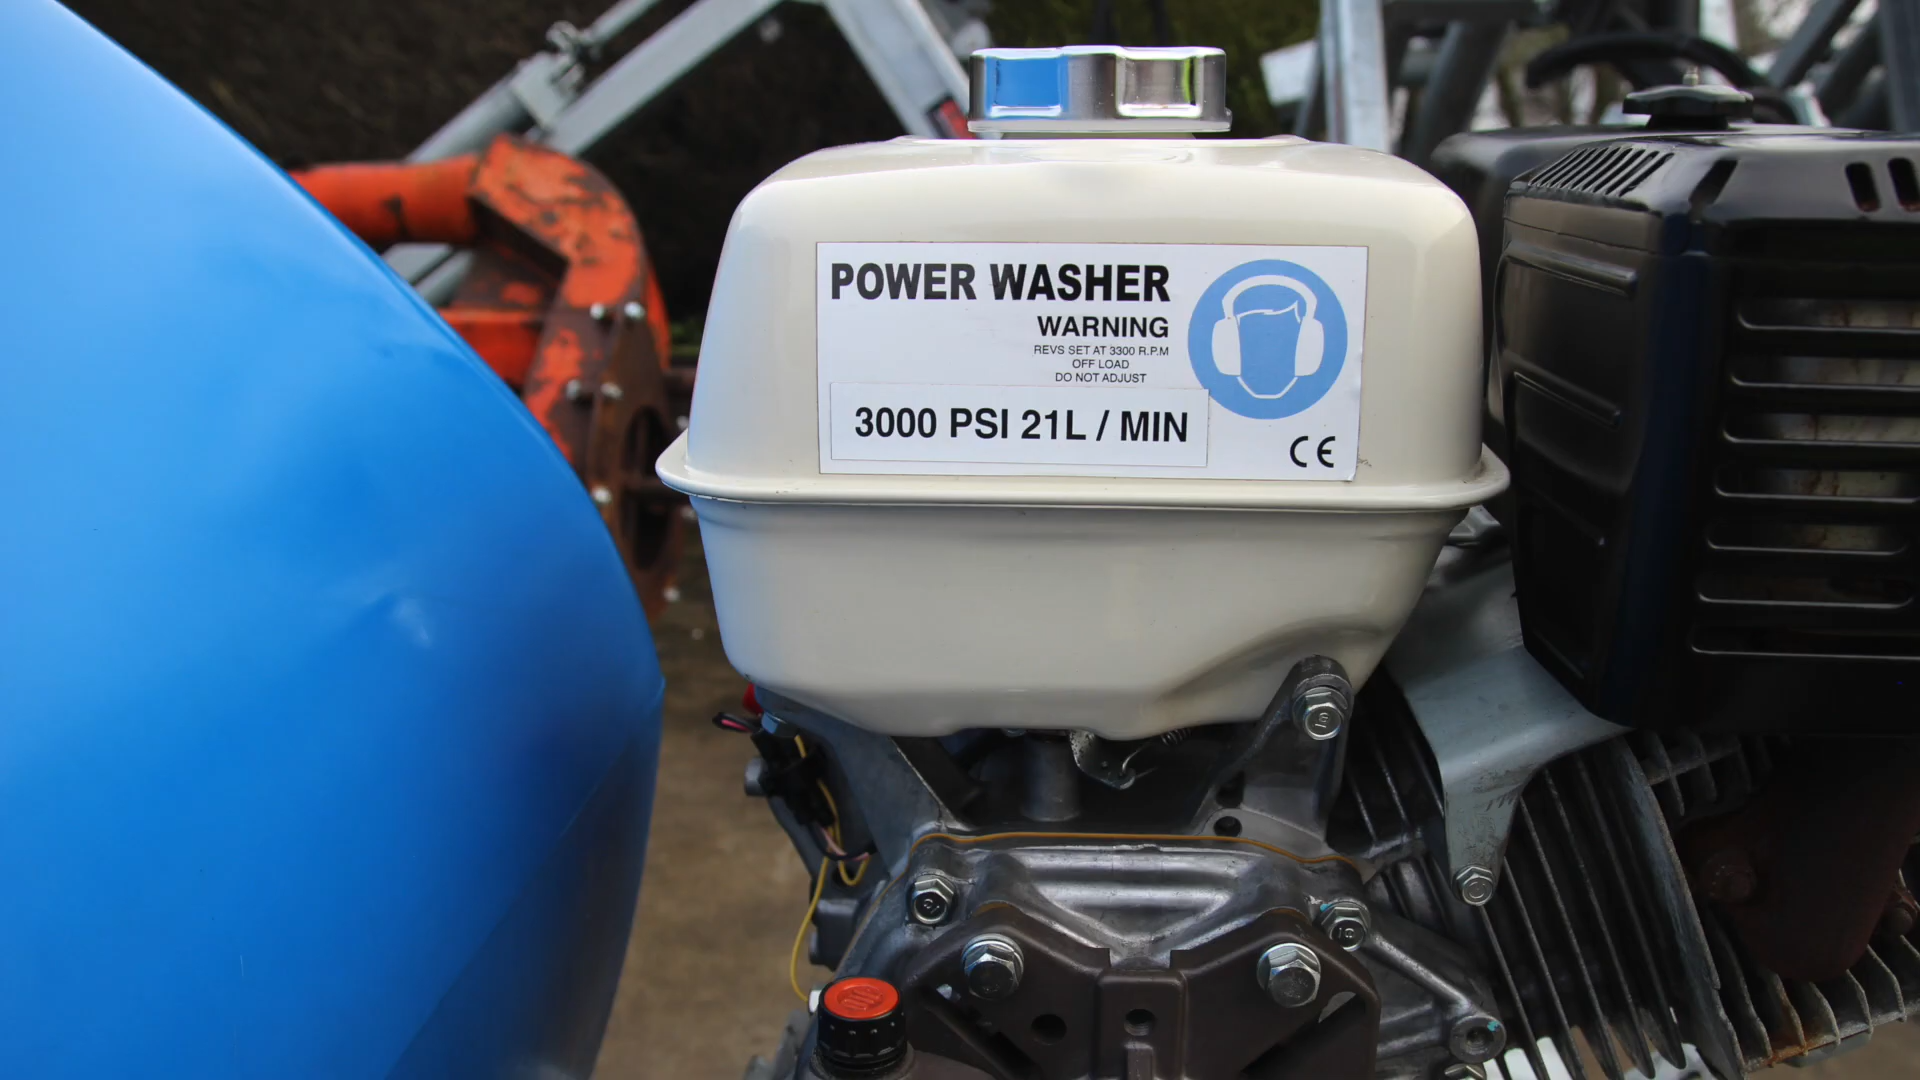 POWER WASHER
WARNING
REVS SET AT 3300 R.P.M
OFF LOAD
DO NOT ADJUST
3000 PSI 21L / MIN
CE